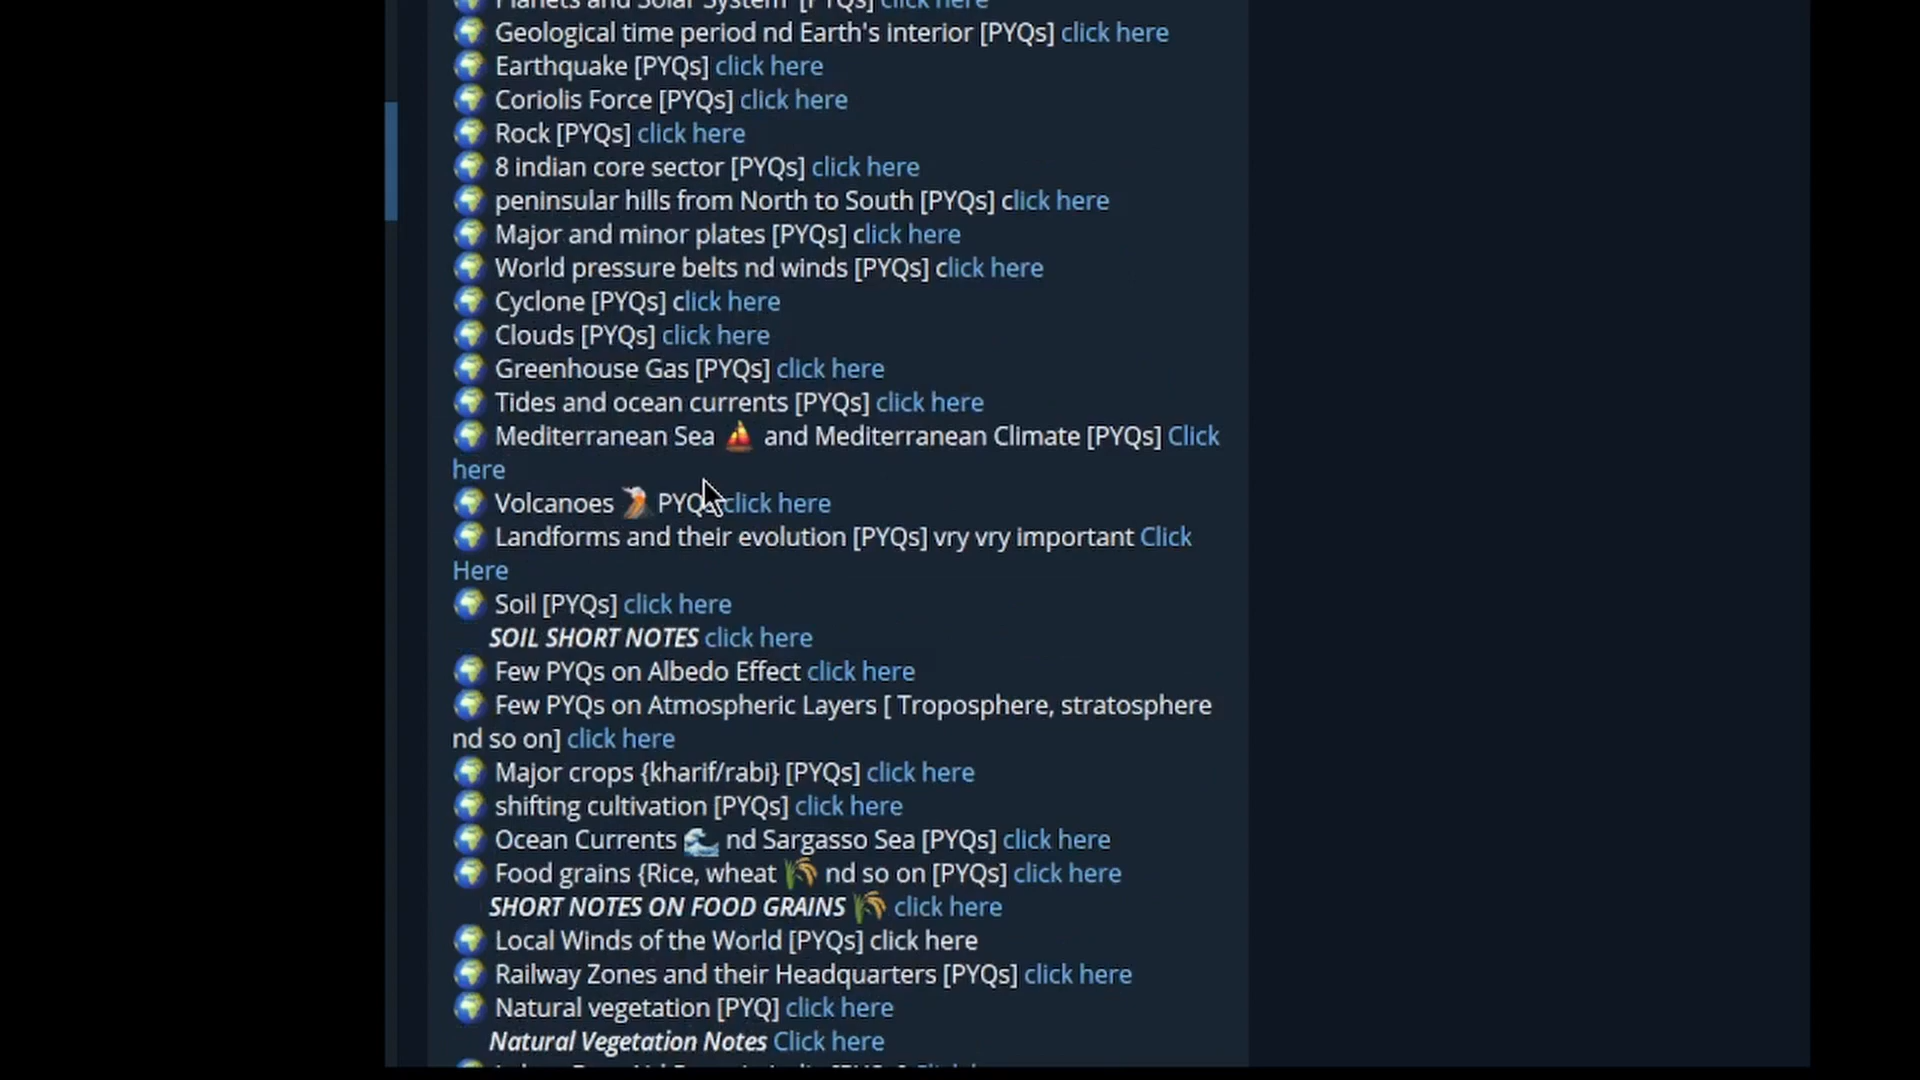 Planets and Solar System [PYQs] click here
Geological time period nd Earth's interior [PYQs] click here
Earthquake [PYQs] click here
Coriolis Force [PYQs] click here
Rock [PYQs] click here
8 indian core sector [PYQs] click here
peninsular hills from North to South [PYQs] click here
Major and minor plates [PYQs] click here
World pressure belts nd winds [PYQs] click here
Cyclone [PYQs] click here
Clouds [PYQs] click here
Greenhouse Gas [PYQs] click here
Tides and ocean currents [PYQs] click here
Mediterranean Sea ⛵ and Mediterranean Climate [PYQs] Click
here
Volcanoes 🌋 PYQs click here
Landforms and their evolution [PYQs] vry vry important Click
Here
Soil [PYQs] click here
SOIL SHORT NOTES click here
Few PYQs on Albedo Effect click here
Few PYQs on Atmospheric Layers [ Troposphere, stratosphere
nd so on] click here
Major crops {kharif/rabi} [PYQs] click here
shifting cultivation [PYQs] click here
Ocean Currents 🌊 nd Sargasso Sea [PYQs] click here
Food grains {Rice, wheat 🌾 nd so on [PYQs] click here
SHORT NOTES ON FOOD GRAINS 🌾 click here
Local Winds of the World [PYQs] click here
Railway Zones and their Headquarters [PYQs] click here
Natural vegetation [PYQ] click here
Natural Vegetation Notes Click here